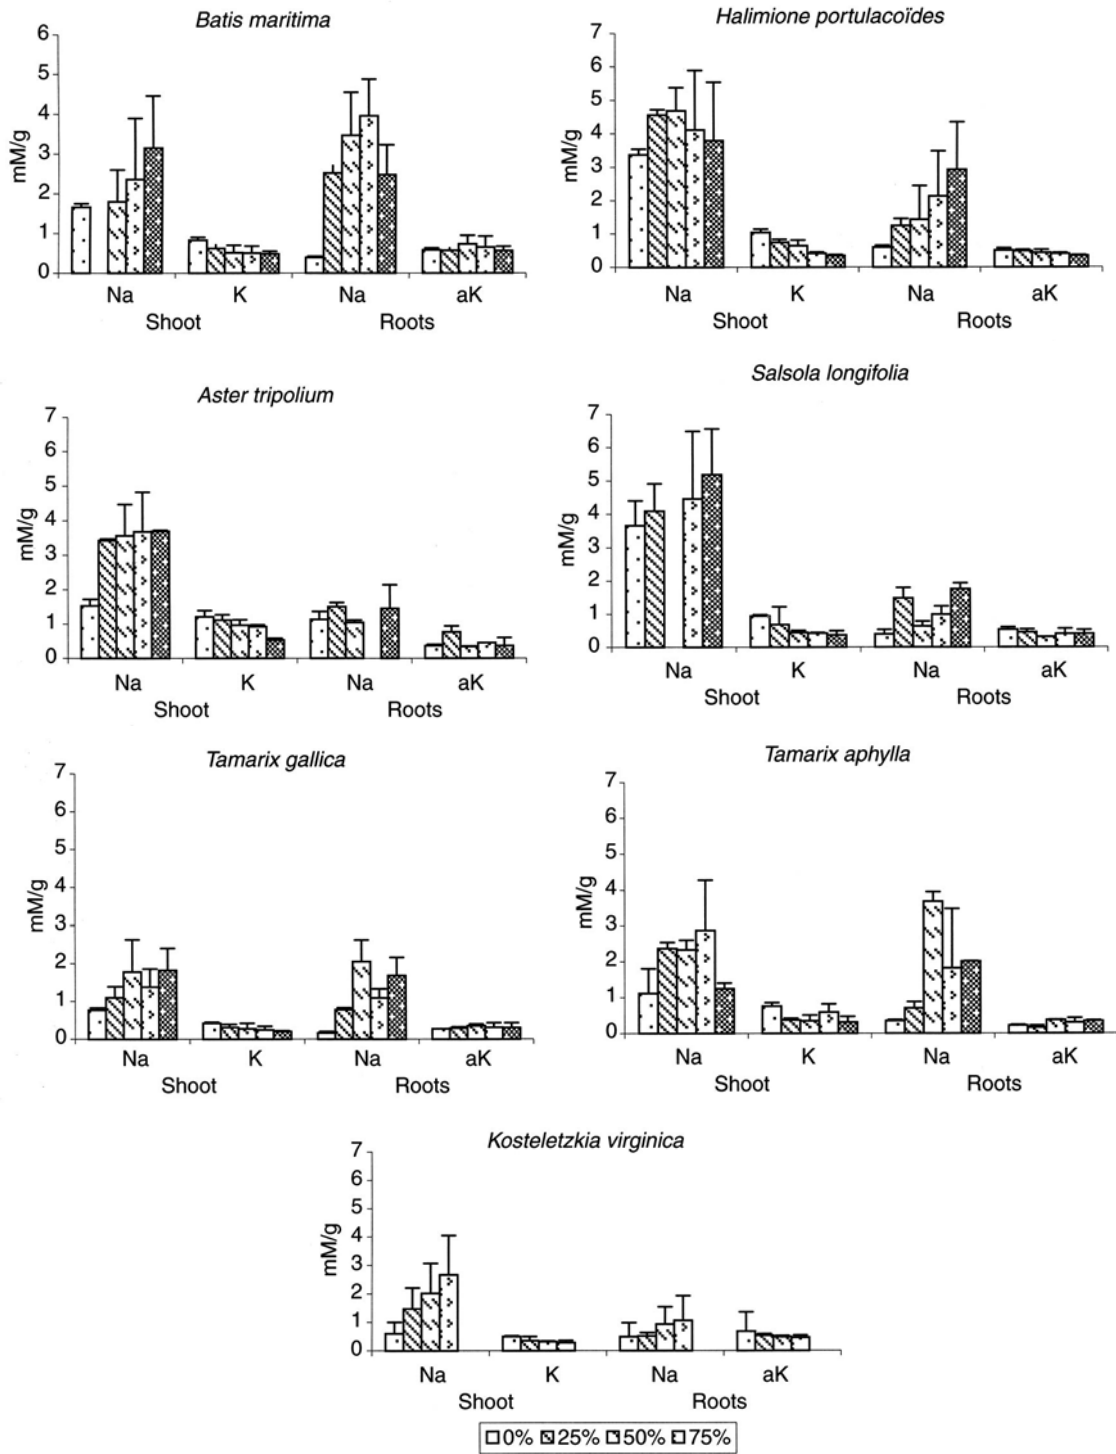 Batis maritima
6
5
4
3
2
1
0
mM/g
Na K Na aK
Shoot Roots
Halimione portulacoïdes
7
6
5
4
3
2
1
0
mM/g
Na K Na aK
Shoot Roots
Aster tripolium
7
6
5
4
3
2
1
0
mM/g
Na K Na aK
Shoot Roots
Salsola longifolia
7
6
5
4
3
2
1
0
mM/g
Na K Na aK
Shoot Roots
Tamarix gallica
7
6
5
4
3
2
1
0
mM/g
Na K Na aK
Shoot Roots
Tamarix aphylla
7
6
5
4
3
2
1
0
mM/g
Na K Na aK
Shoot Roots
Kosteletzkia virginica
7
6
5
4
3
2
1
0
mM/g
Na K Na aK
Shoot Roots
0% 25% 50% 75%